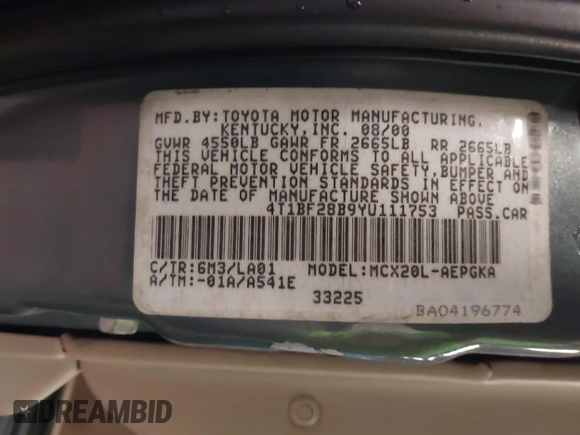 MFD.BY:TOYOTA MOTOR MANUFACTURING,
KENTUCKY,INC. 08/00
GVWR 4550LB GAWR FR 2665LB RR 2665LB
THIS VEHICLE CONFORMS TO ALL APPLICABLE
FEDERAL MOTOR VEHICLE SAFETY,BUMPER AND
THEFT PREVENTION STANDARDS IN EFFECT ON
THE DATE OF MANUFACTURE SHOWN ABOVE.
4T1BF28B9YU111753 PASS.CAR
C/TR:6M3/LA01 MODEL:MCX20L-AEPGKA
A/TM:-01A/A541E
33225
BA04196774
DREAMBID